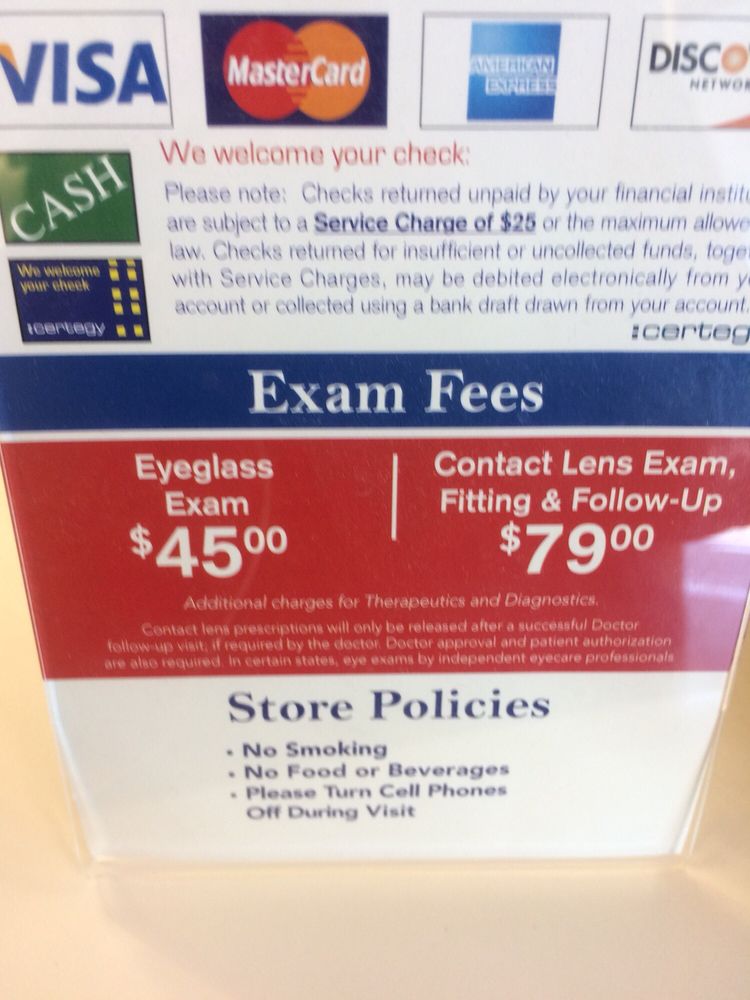 VISA
MasterCard
AMERICAN
EXPRESS
DISCO
NETWOR
CASH
We welcome your check:
Please note: Checks returned unpaid by your financial instit
are subject to a Service Charge of $25 or the maximum allowe
law. Checks returned for insufficient or uncollected funds, toge
with Service Charges, may be debited electronically from y
account or collected using a bank draft drawn from your account.
We welcome
your check
certegy
certeg
Exam Fees
Eyeglass
Exam
$45 00
Contact Lens Exam,
Fitting & Follow-Up
$79 00
Additional charges for Therapeutics and Diagnostics.
Contact lens prescriptions will only be released after a successful Doctor
follow-up visit, if required by the doctor. Doctor approval and patient authorization
are also required. In certain states, eye exams by independent eyecare professionals
Store Policies
• No Smoking
• No Food or Beverages
• Please Turn Cell Phones
Off During Visit